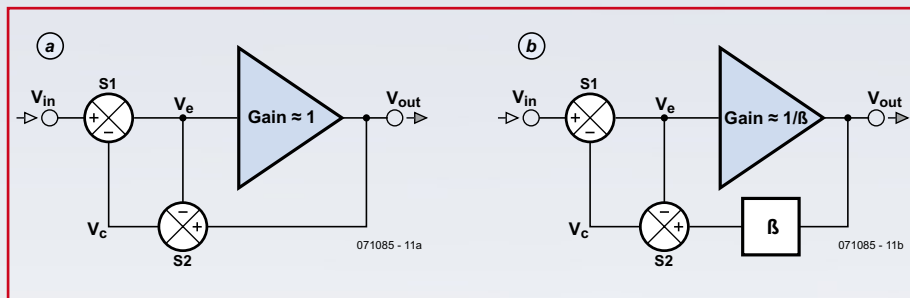 a
S1
Vin
+
−
Ve
Gain ≈ 1
Vout
Vc
−
+
S2
071085 - 11a
b
S1
Vin
+
−
Ve
Gain ≈ 1/ß
Vout
Vc
−
+
S2
ß
071085 - 11b